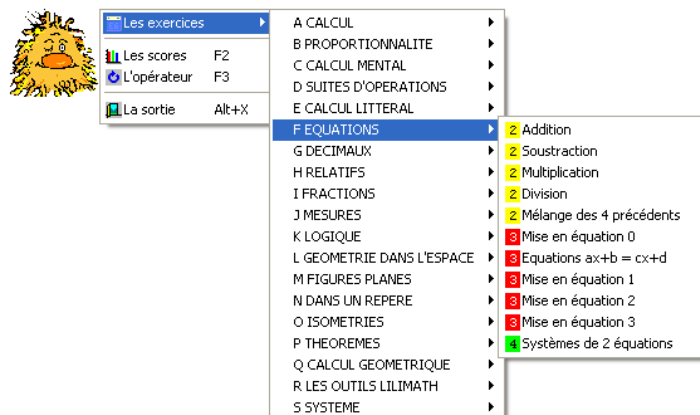 Les exercices
Les scores F2
L'opérateur F3
La sortie Alt+X
A CALCUL
B PROPORTIONNALITE
C CALCUL MENTAL
D SUITES D'OPERATIONS
E CALCUL LITTERAL
F EQUATIONS
G DECIMAUX
H RELATIFS
I FRACTIONS
J MESURES
K LOGIQUE
L GEOMETRIE DANS L'ESPACE
M FIGURES PLANES
N DANS UN REPERE
O ISOMETRIES
P THEOREMES
Q CALCUL GEOMETRIQUE
R LES OUTILS LILIMATH
S SYSTEME
2 Addition
2 Soustraction
2 Multiplication
2 Division
2 Mélange des 4 précédents
3 Mise en équation 0
3 Equations ax+b = cx+d
3 Mise en équation 1
3 Mise en équation 2
3 Mise en équation 3
4 Systèmes de 2 équations